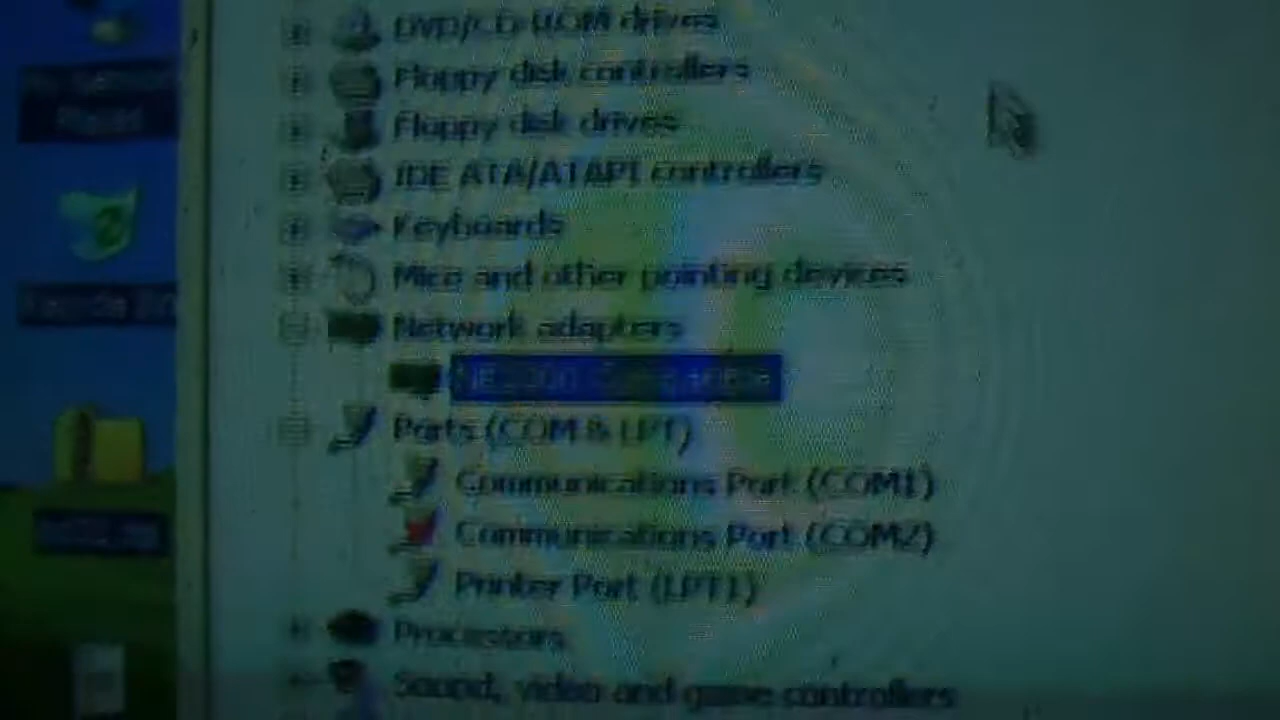 DVD/CD-ROM drives
Floppy disk controllers
Floppy disk drives
IDE ATA/ATAPI controllers
Keyboards
Mice and other pointing devices
Network adapters
Ports (COM & LPT)
Communications Port (COM1)
Communications Port (COM2)
Printer Port (LPT1)
Processors
Sound, video and game controllers